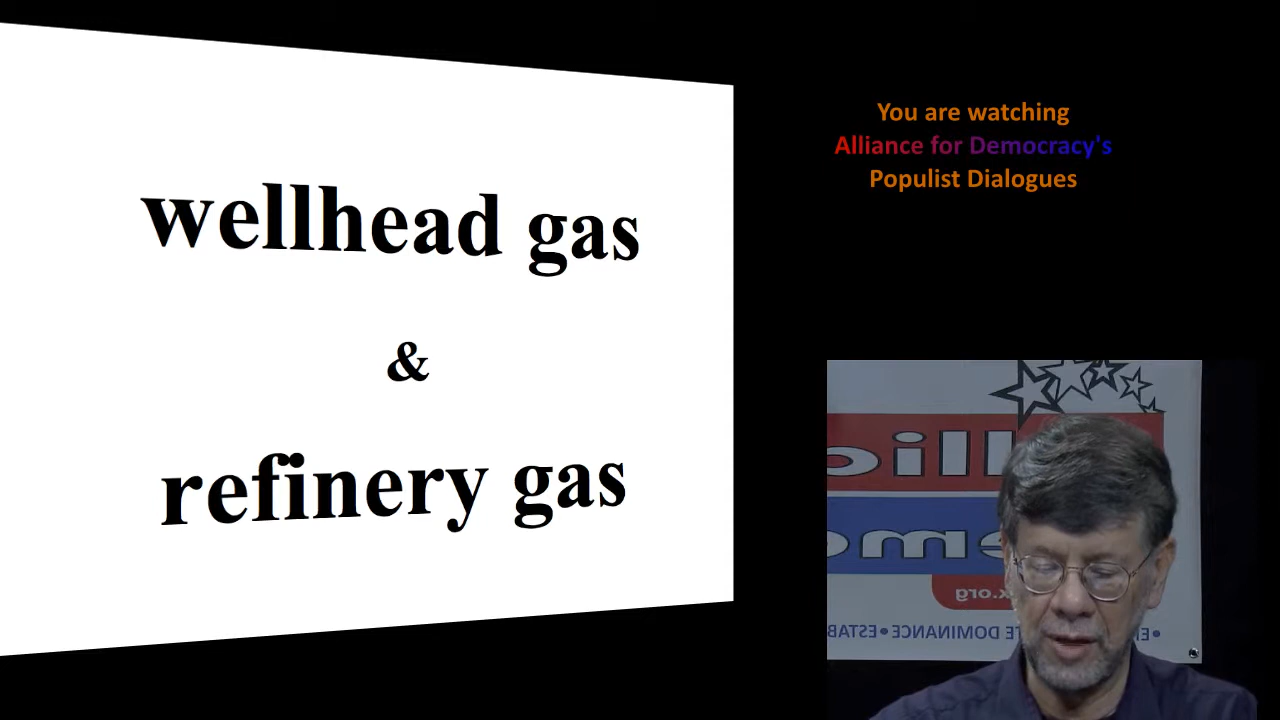 wellhead gas
&
refinery gas
You are watching
Alliance for Democracy's
Populist Dialogues